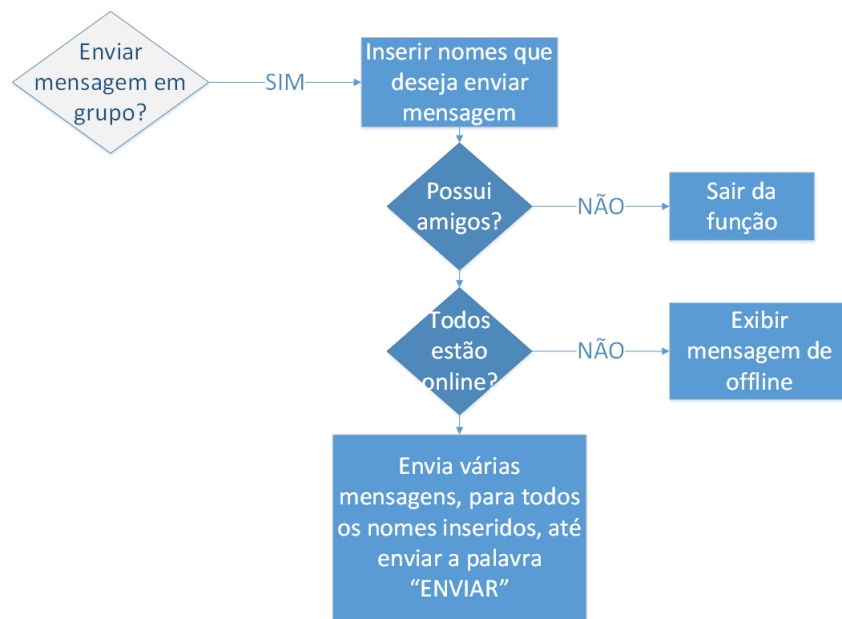 Enviar
mensagem em
grupo?
SIM
Inserir nomes que
deseja enviar
mensagem
Possui
amigos?
NÃO
Sair da
função
Todos
estão
online?
NÃO
Exibir
mensagem de
offline
Envia várias
mensagens, para todos
os nomes inseridos, até
enviar a palavra
“ENVIAR”